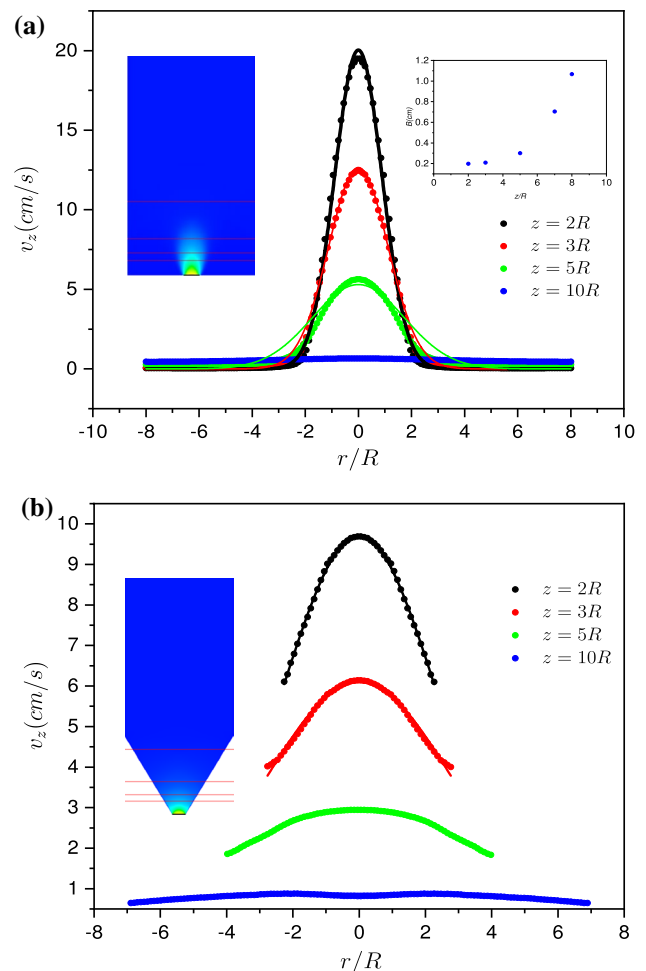 (a)
20
15
10
5
0
v_z(cm/s)
-10 -8 -6 -4 -2 0 2 4 6 8 10
r/R
1.2
1.0
0.8
0.6
0.4
0.2
B(cm)
0 2 4 6 8 10
z/R
z = 2R
z = 3R
z = 5R
z = 10R
(b)
10
9
8
7
6
5
4
3
2
1
v_z(cm/s)
-8 -6 -4 -2 0 2 4 6 8
r/R
z = 2R
z = 3R
z = 5R
z = 10R